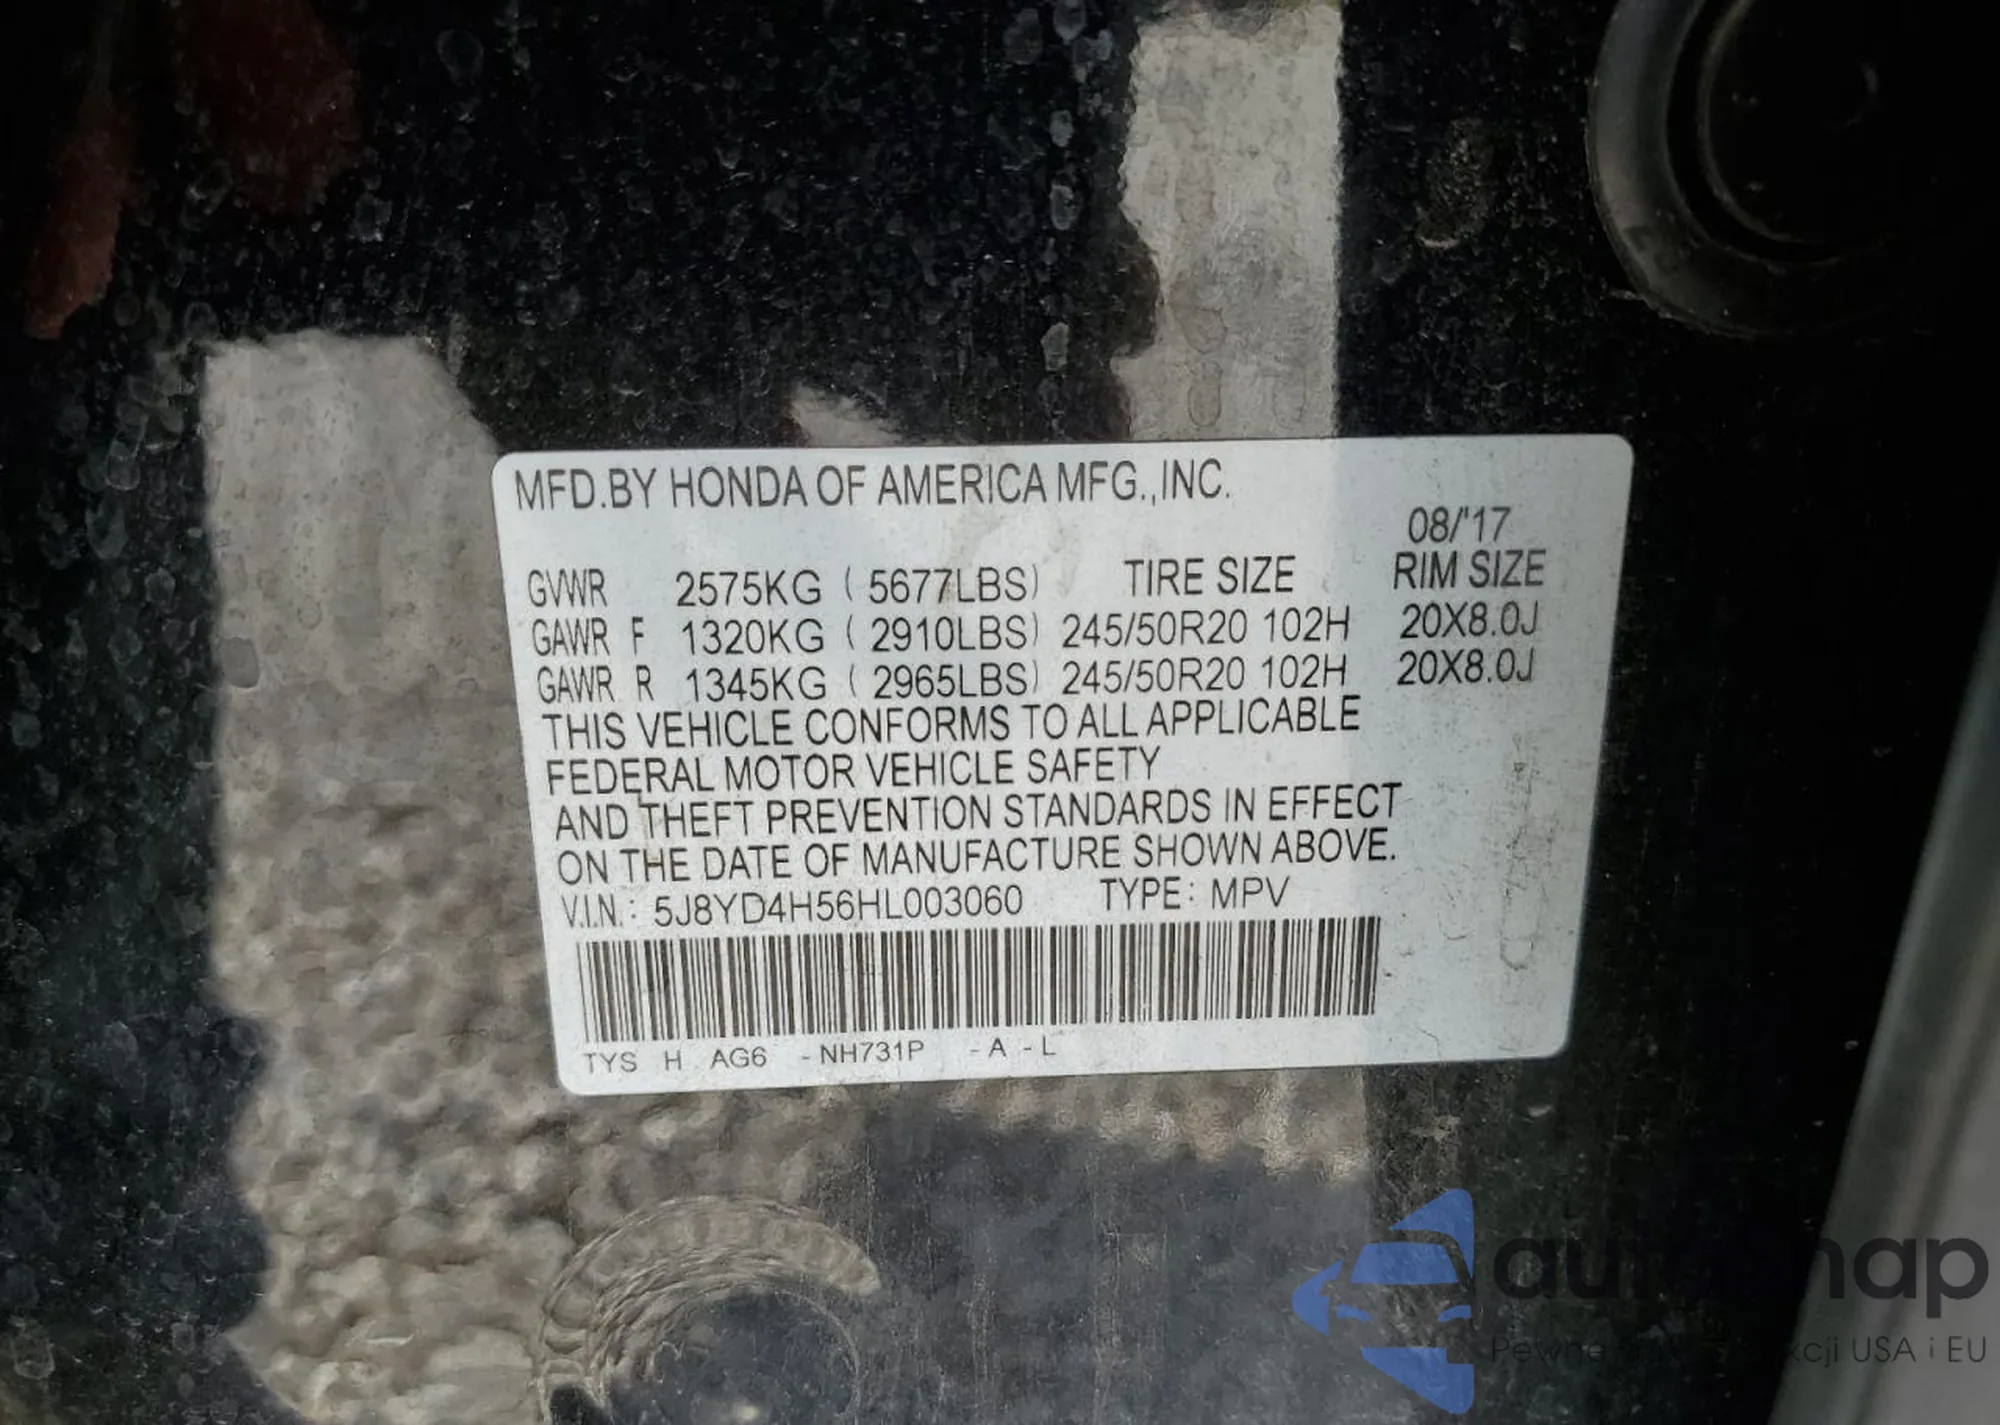 MFD.BY HONDA OF AMERICA MFG.,INC.
08/'17
GVWR 2575KG ( 5677LBS) TIRE SIZE RIM SIZE
GAWR F 1320KG ( 2910LBS) 245/50R20 102H 20X8.0J
GAWR R 1345KG ( 2965LBS) 245/50R20 102H 20X8.0J
THIS VEHICLE CONFORMS TO ALL APPLICABLE
FEDERAL MOTOR VEHICLE SAFETY
AND THEFT PREVENTION STANDARDS IN EFFECT
ON THE DATE OF MANUFACTURE SHOWN ABOVE.
V.I.N.: 5J8YD4H56HL003060 TYPE: MPV
TYS H AG6 -NH731P -A -L
USA i EU